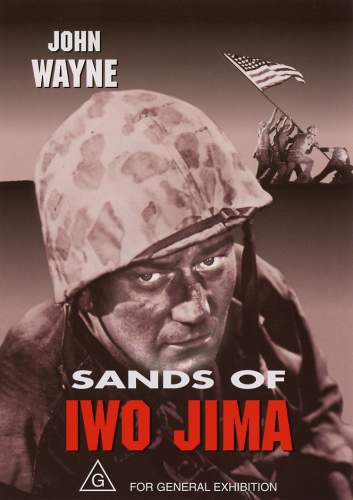 JOHN
WAYNE
SANDS OF
IWO JIMA
G
FOR GENERAL EXHIBITION